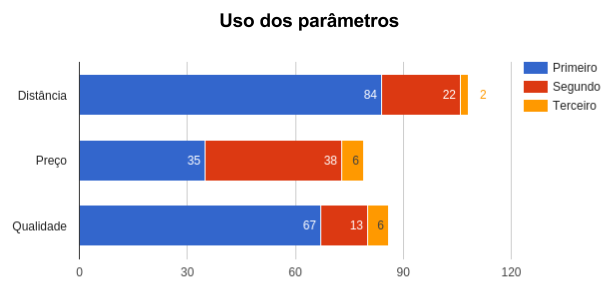 Uso dos parâmetros
Primeiro
Segundo
Terceiro
Distância 84 22 2
Preço 35 38 6
Qualidade 67 13 6
0 30 60 90 120